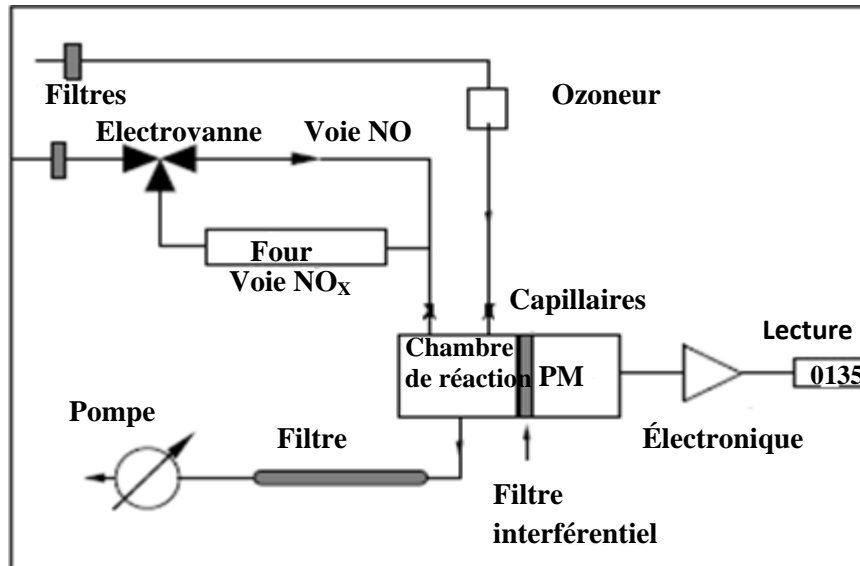 Filtres
Ozoneur
Electrovanne
Voie NO
Four
Voie NOX
Capillaires
Lecture
Chambre
de réaction
PM
0135
Pompe
Filtre
Électronique
Filtre
interférentiel